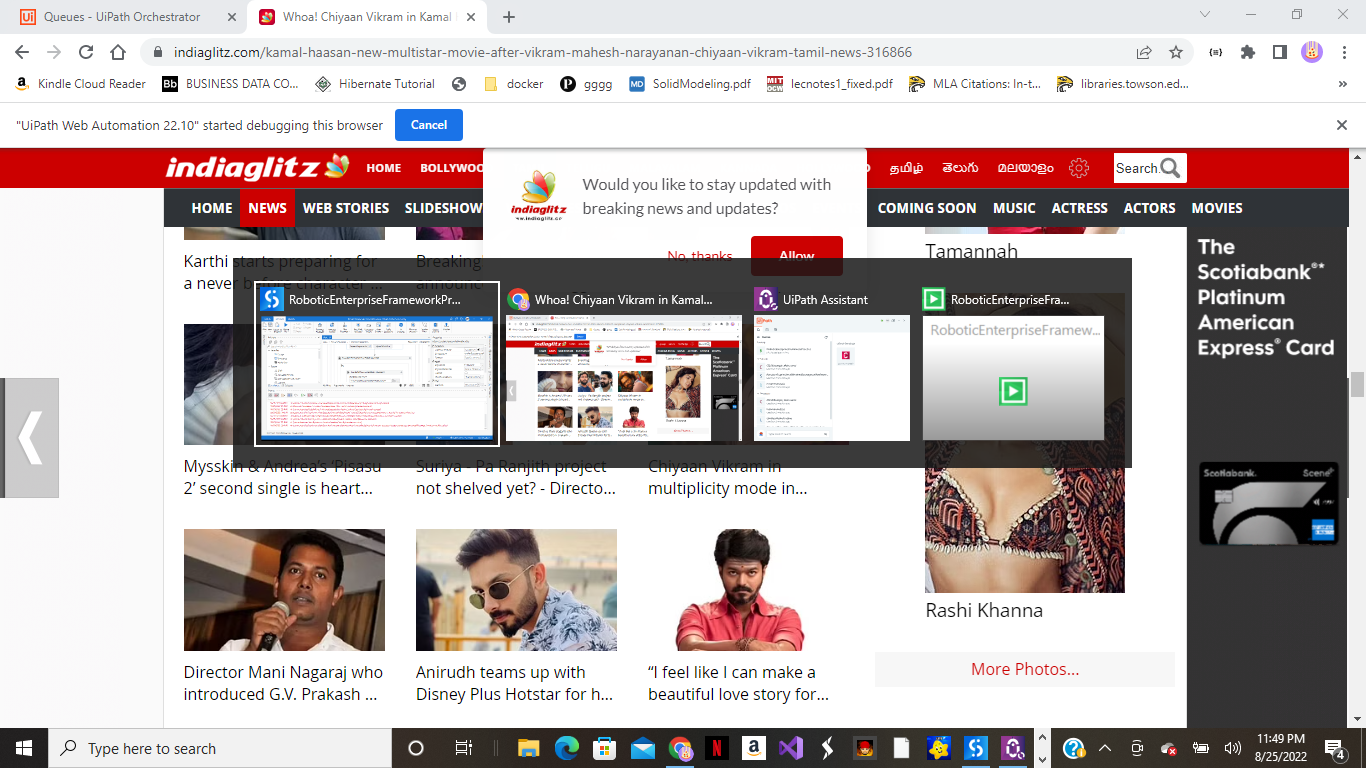 Queues - UiPath Orchestrator
Whoa! Chiyaan Vikram in Kamal
indiaglitz.com/kamal-haasan-new-multistar-movie-after-vikram-mahesh-narayanan-chiyaan-vikram-tamil-news-316866
Kindle Cloud Reader
Bb BUSINESS DATA CO...
Hibernate Tutorial
docker
gggg
MD SolidModeling.pdf
lecnotes1_fixed.pdf
MLA Citations: In-t...
libraries.towson.ed...
"UiPath Web Automation 22.10" started debugging this browser
Cancel
indiaglitz
HOME
BOLLYWOO
தமிழ்
తెలుగు
മലയാളം
Search
HOME
NEWS
WEB STORIES
SLIDESHOW
COMING SOON
MUSIC
ACTRESS
ACTORS
MOVIES
indiaglitz
Would you like to stay updated with
breaking news and updates?
No, thanks
Allow
Karthi starts preparing for
a never before character ...
Breaking
announc
Tamannah
RoboticEnterpriseFrameworkPr...
Whoa! Chiyaan Vikram in Kamal...
UiPath Assistant
RoboticEnterpriseFra...
RoboticEnterpriseFramew...
Mysskin & Andrea's 'Pisasu
2' second single is heart...
Suriya - Pa Ranjith project
not shelved yet? - Directo...
Chiyaan Vikram in
multiplicity mode in...
Director Mani Nagaraj who
introduced G.V. Prakash ...
Anirudh teams up with
Disney Plus Hotstar for h...
“I feel like I can make a
beautiful love story for...
Rashi Khanna
More Photos...
The
Scotiabank®*
Platinum
American
Express® Card
Scotiabank.
Scene+
Type here to search
11:49 PM
8/25/2022
4